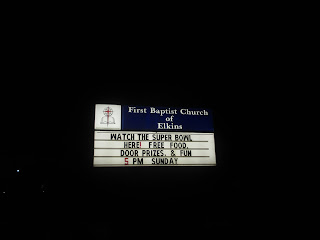 First Baptist Church
of
Elkins
WATCH THE SUPER BOWL
HERE! FREE FOOD,
DOOR PRIZES & FUN
5 PM SUNDAY